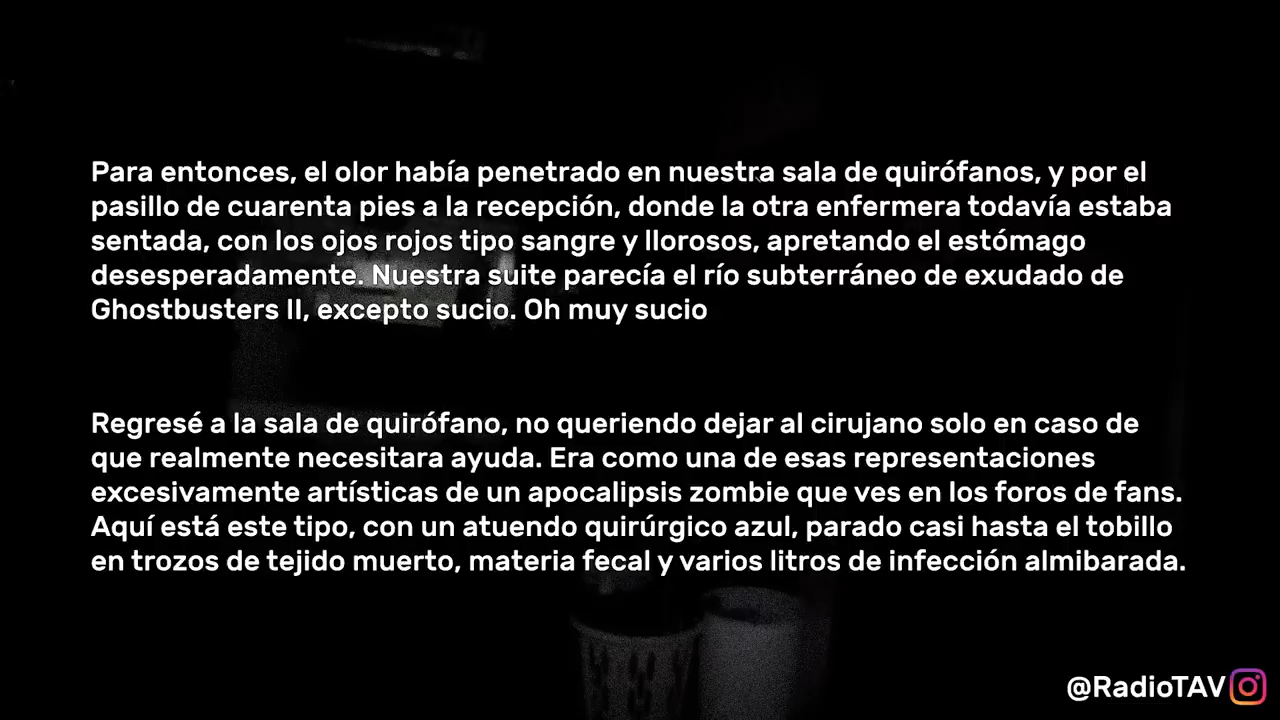 Para entonces, el olor había penetrado en nuestra sala de quirófanos, y por el
pasillo de cuarenta pies a la recepción, donde la otra enfermera todavía estaba
sentada, con los ojos rojos tipo sangre y llorosos, apretando el estómago
desesperadamente. Nuestra suite parecía el río subterráneo de exudado de
Ghostbusters II, excepto sucio. Oh muy sucio
Regresé a la sala de quirófano, no queriendo dejar al cirujano solo en caso de
que realmente necesitara ayuda. Era como una de esas representaciones
excesivamente artísticas de un apocalipsis zombie que ves en los foros de fans.
Aquí está este tipo, con un atuendo quirúrgico azul, parado casi hasta el tobillo
en trozos de tejido muerto, materia fecal y varios litros de infección almibarada.
@RadioTAV